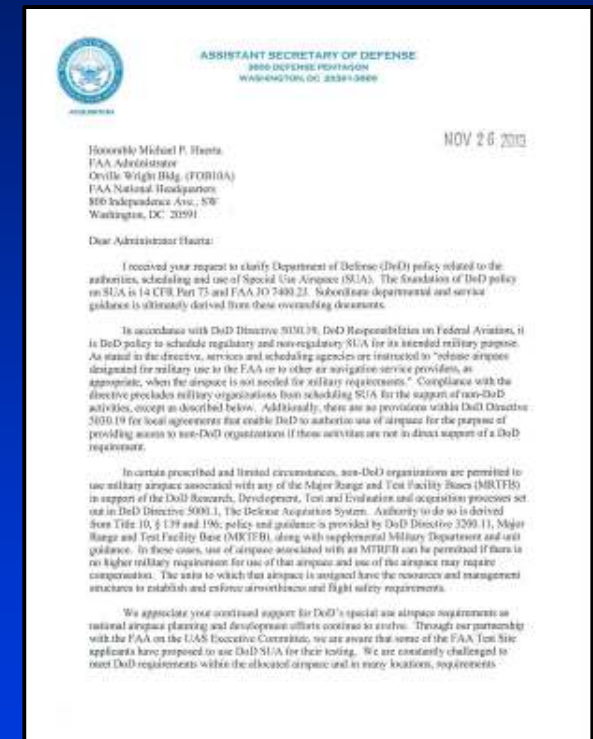 ASSISTANT SECRETARY OF DEFENSE
3600 DEFENSE PENTAGON
WASHINGTON, DC 20301-3600
ACQUISITION
NOV 26 2013
Honorable Michael P. Huerta
FAA Administrator
Orville Wright Bldg. (FOB10A)
FAA National Headquarters
800 Independence Ave., SW
Washington, DC 20591
Dear Administrator Huerta:
I received your request to clarify Department of Defense (DoD) policy related to the
authorities, scheduling and use of Special Use Airspace (SUA). The foundation of DoD policy
on SUA is 14 CFR Part 73 and FAA JO 7400.2J. Subordinate departmental and service
guidance is ultimately derived from these overarching documents.
In accordance with DoD Directive 5030.19, DoD Responsibilities on Federal Aviation, it
is DoD policy to schedule regulatory and non-regulatory SUA for its intended military purpose.
As stated in the directive, services and scheduling agencies are instructed to "release airspace
designated for military use to the FAA or to other air navigation service providers, as
appropriate, when the airspace is not needed for military requirements." Compliance with the
directive precludes military organizations from scheduling SUA for the support of non-DoD
activities, except as described below. Additionally, there are no provisions within DoD Directive
5030.19 for local agreements that enable DoD to authorize use of airspace for the purpose of
providing access to non-DoD organizations if those activities are not in direct support of a DoD
requirement.
In certain prescribed and limited circumstances, non-DoD organizations are permitted to
use military airspace associated with any of the Major Range and Test Facility Bases (MRTFB)
in support of the DoD Research, Development, Test and Evaluation and acquisition processes set
out in DoD Directive 5000.1, The Defense Acquisition System. Authority to do so is derived
from Title 10, § 139 and 196; policy and guidance is provided by DoD Directive 3200.11, Major
Range and Test Facility Base (MRTFB), along with supplemental Military Department and unit
guidance. In these cases, use of airspace associated with an MTRFB can be permitted if there is
no higher military requirement for use of that airspace and use of the airspace may require
compensation. The units to which that airspace is assigned have the resources and management
structures to establish and enforce airworthiness and flight safety requirements.
We appreciate your continued support for DoD's special use airspace requirements as
national airspace planning and development efforts continue to evolve. Through our partnership
with the FAA on the UAS Executive Committee, we are aware that some of the FAA Test Site
applicants have proposed to use DoD SUA for their testing. We are constantly challenged to
meet DoD requirements within the allocated airspace and in many locations, requirements